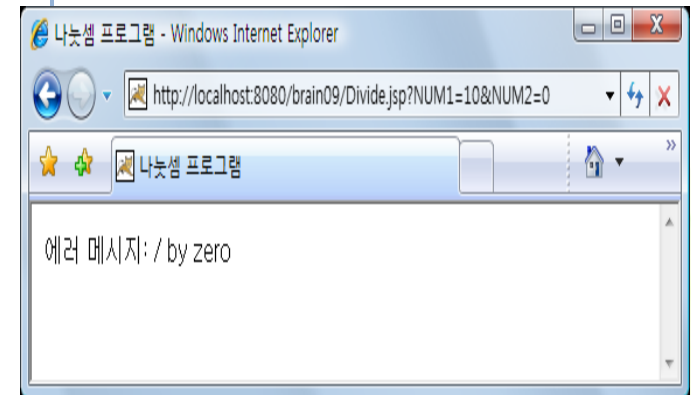 나눗셈 프로그램 - Windows Internet Explorer
http://localhost:8080/brain09/Divide.jsp?NUM1=10&NUM2=0
나눗셈 프로그램
에러 메시지: / by zero